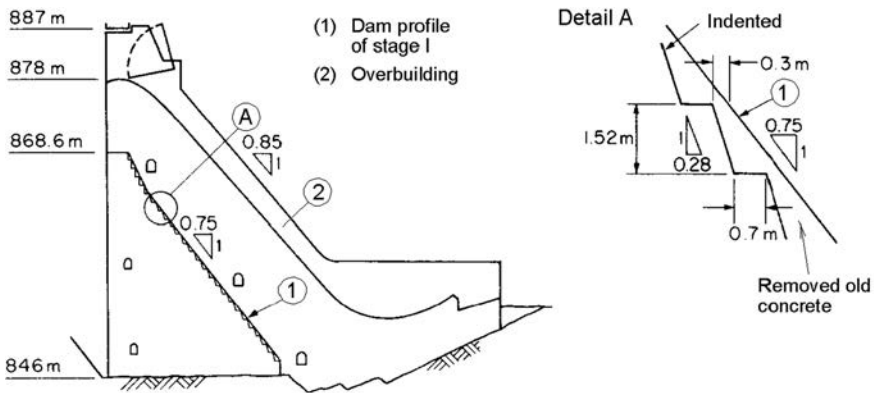 887 m
878 m
868.6 m
846 m
A
0.85
1
2
0.75
1
1
(1) Dam profile
of stage I
(2) Overbuilding
Detail A
Indented
0.3 m
1
1.52m
1
0.28
0.75
1
0.7 m
Removed old
concrete